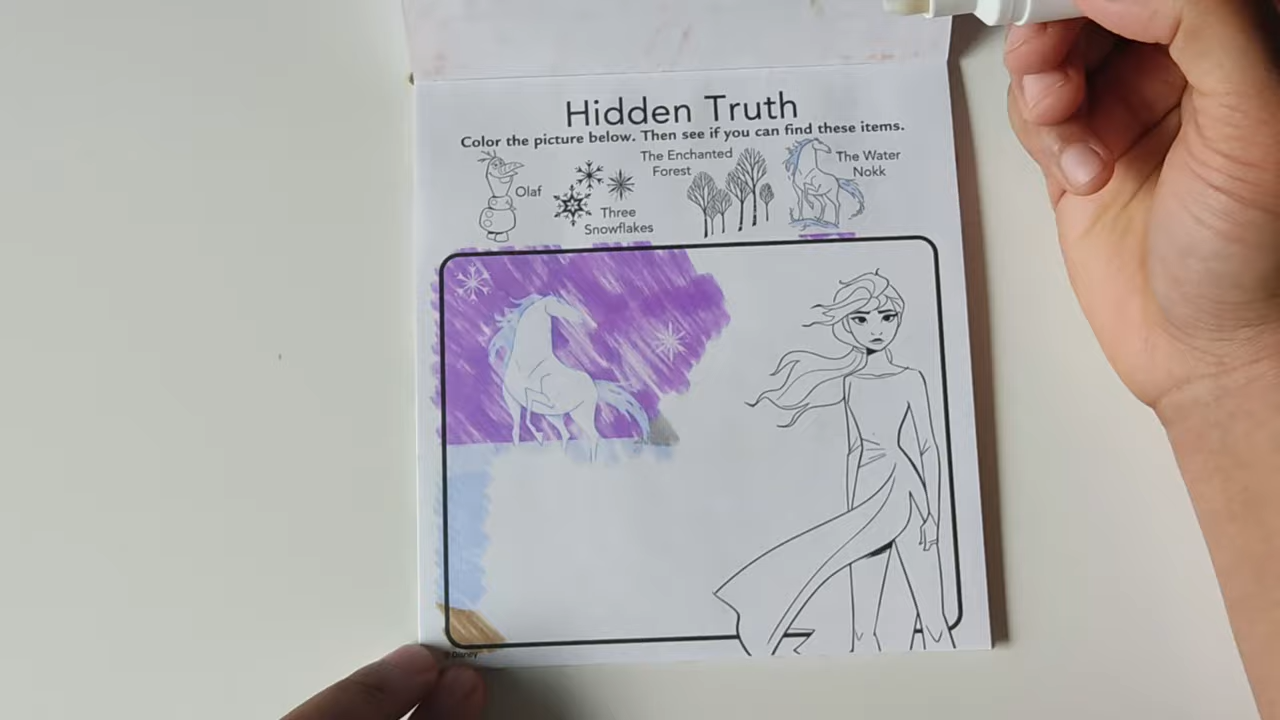 Hidden Truth
Color the picture below. Then see if you can find these items.
Olaf
Three
Snowflakes
The Enchanted
Forest
The Water
Nokk
©Disney